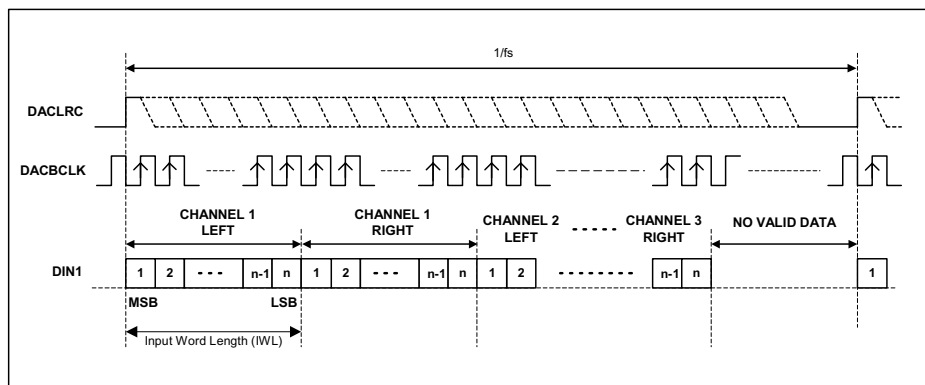 1/fs
DACLRC
DACBCLK
CHANNEL 1
LEFT
CHANNEL 1
RIGHT
CHANNEL 2
LEFT
CHANNEL 3
RIGHT
NO VALID DATA
DIN1
1 2 n-1 n 1 2 n-1 n 1 2 n-1 n 1
MSB LSB
Input Word Length (IWL)